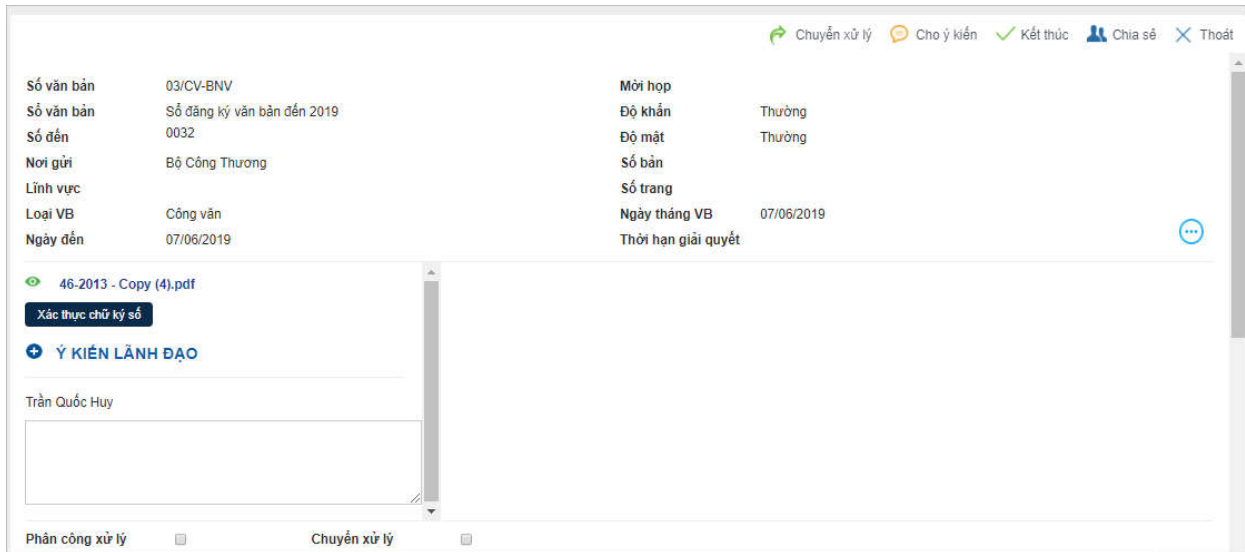 Chuyển xử lý Cho ý kiến Kết thúc Chia sẻ Thoát
Số văn bản 03/CV-BNV Mời họp
Sổ văn bản Sổ đăng ký văn bản đến 2019 Độ khẩn Thường
Số đến 0032 Độ mật Thường
Nơi gửi Bộ Công Thương Số bản
Lĩnh vực Số trang
Loại VB Công văn Ngày tháng VB 07/06/2019
Ngày đến 07/06/2019 Thời hạn giải quyết
46-2013 - Copy (4).pdf
Xác thực chữ ký số
Ý KIẾN LÃNH ĐẠO
Trần Quốc Huy
Phân công xử lý Chuyển xử lý